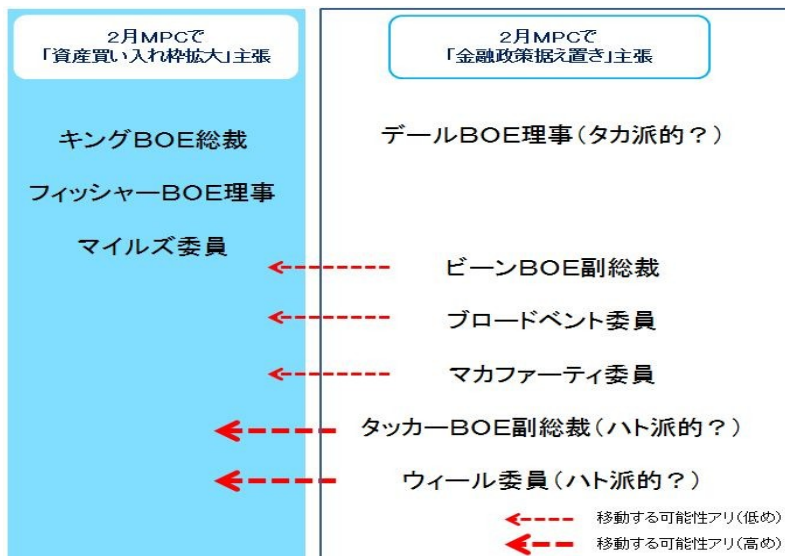 2月MPCで
「資産買い入れ枠拡大」主張
キングBOE総裁
フィッシャーBOE理事
マイルズ委員
2月MPCで
「金融政策据え置き」主張
デールBOE理事(タカ派的?)
ビーンBOE副総裁
ブロードベント委員
マカファーティ委員
タッカーBOE副総裁(ハト派的?)
ウィール委員(ハト派的?)
移動する可能性アリ(低め)
移動する可能性アリ(高め)